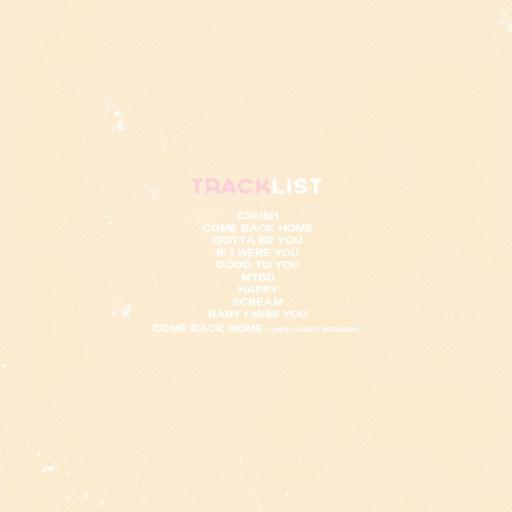 TRACKLIST
CRUSH
COME BACK HOME
GOTTA BE YOU
IF I WERE YOU
GOOD TO YOU
MTBD
HAPPY
SCREAM
BABY I MISS YOU
COME BACK HOME (UNPLUGGED VERSION)